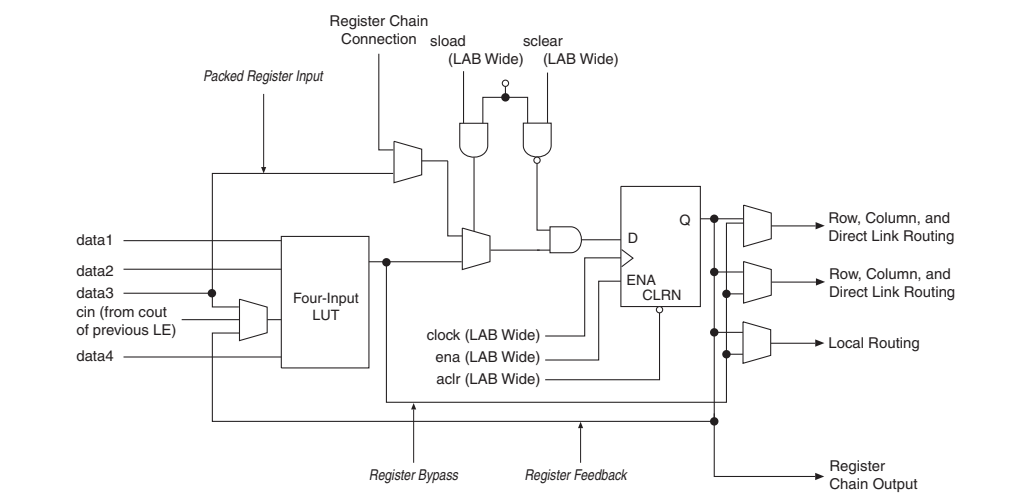 Register Chain
Connection
sload
(LAB Wide)
sclear
(LAB Wide)
Packed Register Input
data1
data2
data3
cin (from cout
of previous LE)
data4
Four-Input
LUT
Q
D
ENA
CLRN
clock (LAB Wide)
ena (LAB Wide)
aclr (LAB Wide)
Row, Column, and
Direct Link Routing
Row, Column, and
Direct Link Routing
Local Routing
Register Bypass
Register Feedback
Register
Chain Output